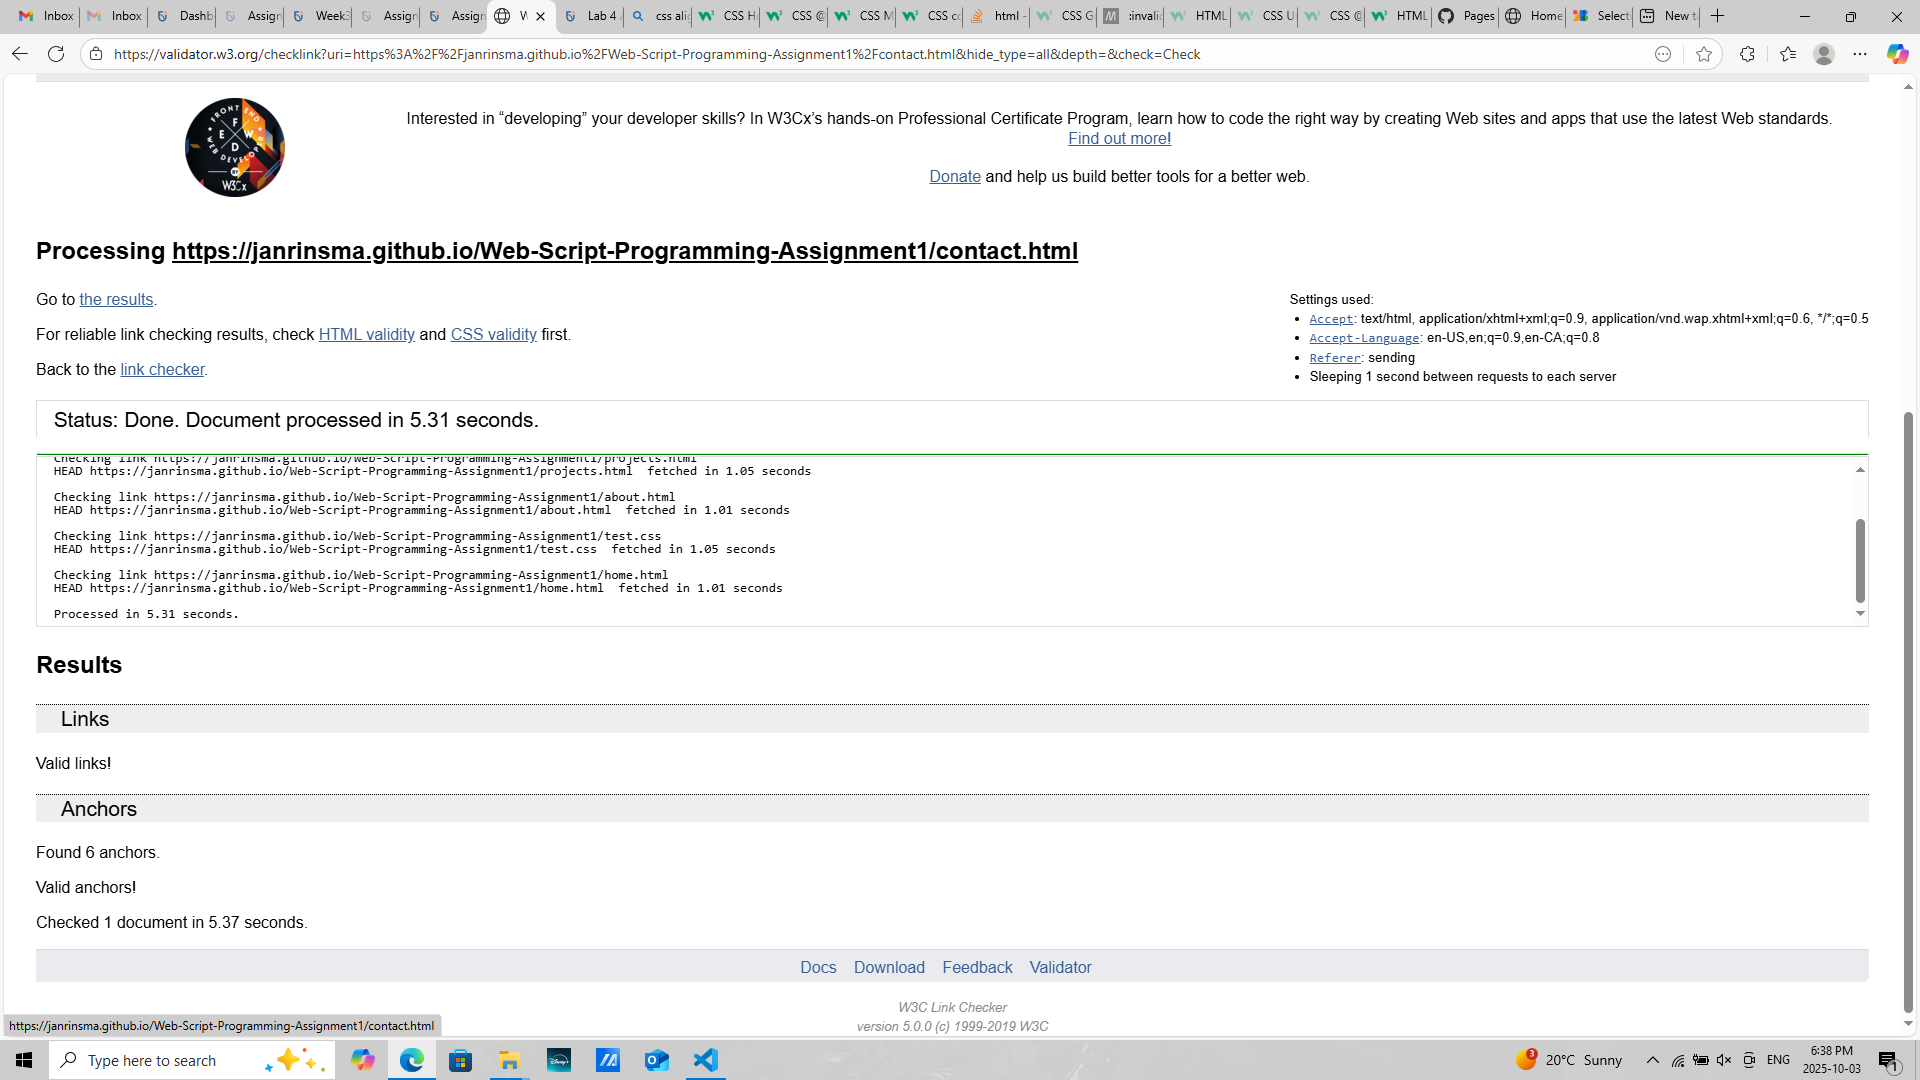 Inbox
Inbox
Dashb
Assign
Week3
Assign
Assign
W
Lab 4 /
css alig
CSS H
CSS @
CSS M
CSS co
html -
CSS G
:invalid
HTML
CSS U
CSS @
HTML
Pages
Home
Select
New t
https://validator.w3.org/checklink?uri=https%3A%2F%2Fjanrinsma.github.io%2FWeb-Script-Programming-Assignment1%2Fcontact.html&hide_type=all&depth=&check=Check
FRONT END
F E W D
WEB DEVELOPER
BY
W3Cx
Interested in “developing” your developer skills? In W3Cx’s hands-on Professional Certificate Program, learn how to code the right way by creating Web sites and apps that use the latest Web standards.
Find out more!
Donate and help us build better tools for a better web.
Processing https://janrinsma.github.io/Web-Script-Programming-Assignment1/contact.html
Go to the results.
For reliable link checking results, check HTML validity and CSS validity first.
Back to the link checker.
Settings used:
• Accept: text/html, application/xhtml+xml;q=0.9, application/vnd.wap.xhtml+xml;q=0.6, */*;q=0.5
• Accept-Language: en-US,en;q=0.9,en-CA;q=0.8
• Referer: sending
• Sleeping 1 second between requests to each server
Status: Done. Document processed in 5.31 seconds.
Checking link https://janrinsma.github.io/Web-Script-Programming-Assignment1/projects.html
HEAD https://janrinsma.github.io/Web-Script-Programming-Assignment1/projects.html  fetched in 1.05 seconds
Checking link https://janrinsma.github.io/Web-Script-Programming-Assignment1/about.html
HEAD https://janrinsma.github.io/Web-Script-Programming-Assignment1/about.html  fetched in 1.01 seconds
Checking link https://janrinsma.github.io/Web-Script-Programming-Assignment1/test.css
HEAD https://janrinsma.github.io/Web-Script-Programming-Assignment1/test.css  fetched in 1.05 seconds
Checking link https://janrinsma.github.io/Web-Script-Programming-Assignment1/home.html
HEAD https://janrinsma.github.io/Web-Script-Programming-Assignment1/home.html  fetched in 1.01 seconds
Processed in 5.31 seconds.
Results
Links
Valid links!
Anchors
Found 6 anchors.
Valid anchors!
Checked 1 document in 5.37 seconds.
Docs Download Feedback Validator
W3C Link Checker
version 5.0.0 (c) 1999-2019 W3C
https://janrinsma.github.io/Web-Script-Programming-Assignment1/contact.html
Type here to search
Disney+
3
20°C Sunny
ENG
6:38 PM
2025-10-03
1